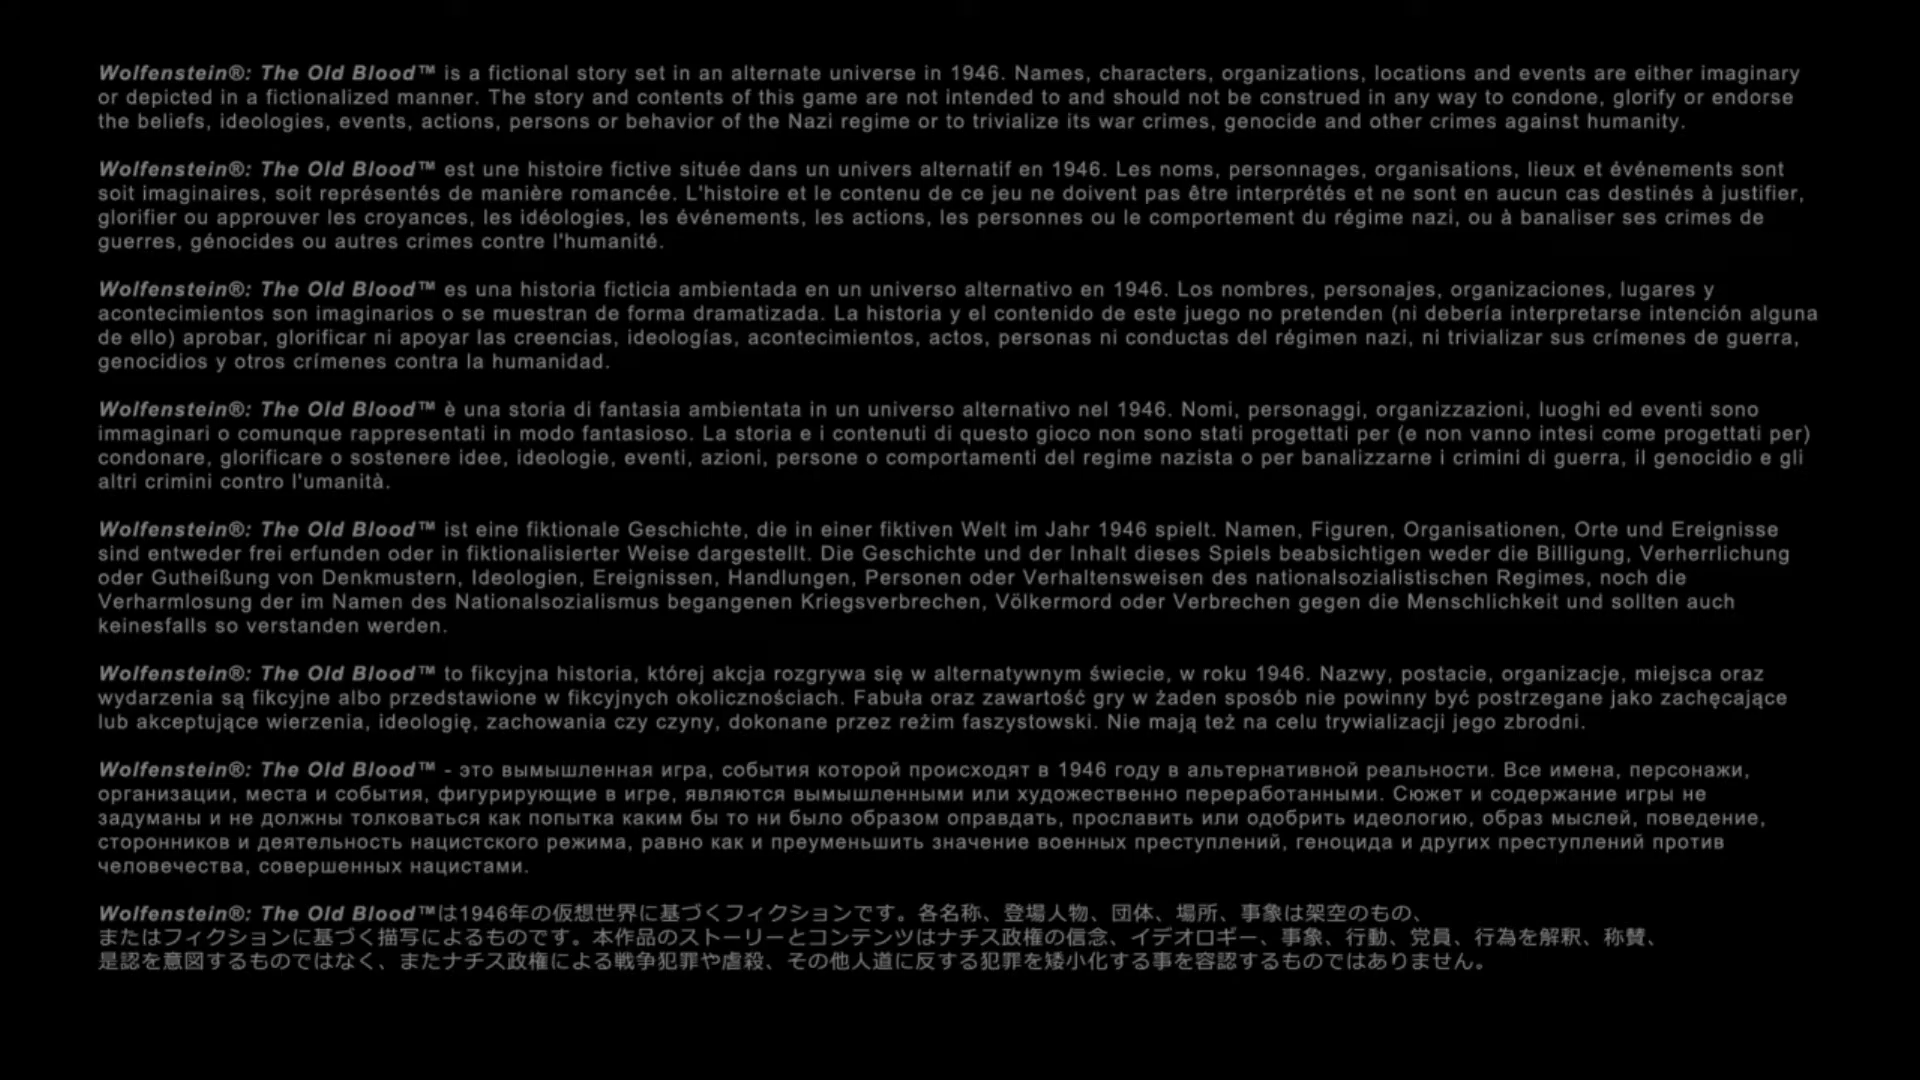 Wolfenstein®: The Old Blood™ is a fictional story set in an alternate universe in 1946. Names, characters, organizations, locations and events are either imaginary
or depicted in a fictionalized manner. The story and contents of this game are not intended to and should not be construed in any way to condone, glorify or endorse
the beliefs, ideologies, events, actions, persons or behavior of the Nazi regime or to trivialize its war crimes, genocide and other crimes against humanity.
Wolfenstein®: The Old Blood™ est une histoire fictive située dans un univers alternatif en 1946. Les noms, personnages, organisations, lieux et événements sont
soit imaginaires, soit représentés de manière romancée. L'histoire et le contenu de ce jeu ne doivent pas être interprétés et ne sont en aucun cas destinés à justifier,
glorifier ou approuver les croyances, les idéologies, les événements, les actions, les personnes ou le comportement du régime nazi, ou à banaliser ses crimes de
guerres, génocides ou autres crimes contre l'humanité.
Wolfenstein®: The Old Blood™ es una historia ficticia ambientada en un universo alternativo en 1946. Los nombres, personajes, organizaciones, lugares y
acontecimientos son imaginarios o se muestran de forma dramatizada. La historia y el contenido de este juego no pretenden (ni debería interpretarse intención alguna
de ello) aprobar, glorificar ni apoyar las creencias, ideologías, acontecimientos, actos, personas ni conductas del régimen nazi, ni trivializar sus crímenes de guerra,
genocidios y otros crímenes contra la humanidad.
Wolfenstein®: The Old Blood™ è una storia di fantasia ambientata in un universo alternativo nel 1946. Nomi, personaggi, organizzazioni, luoghi ed eventi sono
immaginari o comunque rappresentati in modo fantasioso. La storia e i contenuti di questo gioco non sono stati progettati per (e non vanno intesi come progettati per)
condonare, glorificare o sostenere idee, ideologie, eventi, azioni, persone o comportamenti del regime nazista o per banalizzarne i crimini di guerra, il genocidio e gli
altri crimini contro l'umanità.
Wolfenstein®: The Old Blood™ ist eine fiktionale Geschichte, die in einer fiktiven Welt im Jahr 1946 spielt. Namen, Figuren, Organisationen, Orte und Ereignisse
sind entweder frei erfunden oder in fiktionalisierter Weise dargestellt. Die Geschichte und der Inhalt dieses Spiels beabsichtigen weder die Billigung, Verherrlichung
oder Gutheißung von Denkmustern, Ideologien, Ereignissen, Handlungen, Personen oder Verhaltensweisen des nationalsozialistischen Regimes, noch die
Verharmlosung der im Namen des Nationalsozialismus begangenen Kriegsverbrechen, Völkermord oder Verbrechen gegen die Menschlichkeit und sollten auch
keinesfalls so verstanden werden.
Wolfenstein®: The Old Blood™ to fikcyjna historia, której akcja rozgrywa się w alternatywnym świecie, w roku 1946. Nazwy, postacie, organizacje, miejsca oraz
wydarzenia są fikcyjne albo przedstawione w fikcyjnych okolicznościach. Fabuła oraz zawartość gry w żaden sposób nie powinny być postrzegane jako zachęcające
lub akceptujące wierzenia, ideologię, zachowania czy czyny, dokonane przez reżim faszystowski. Nie mają też na celu trywializacji jego zbrodni.
Wolfenstein®: The Old Blood™ - это вымышленная игра, события которой происходят в 1946 году в альтернативной реальности. Все имена, персонажи,
организации, места и события, фигурирующие в игре, являются вымышленными или художественно переработанными. Сюжет и содержание игры не
задуманы и не должны толковаться как попытка каким бы то ни было образом оправдать, прославить или одобрить идеологию, образ мыслей, поведение,
сторонников и деятельность нацистского режима, равно как и преуменьшить значение военных преступлений, геноцида и других преступлений против
человечества, совершенных нацистами.
Wolfenstein®: The Old Blood™は1946年の仮想世界に基づくフィクションです。各名称、登場人物、団体、場所、事象は架空のもの、
またはフィクションに基づく描写によるものです。本作品のストーリーとコンテンツはナチス政権の信念、イデオロギー、事象、行動、党員、行為を解釈、称賛、
是認を意図するものではなく、またナチス政権による戦争犯罪や虐殺、その他人道に反する犯罪を矮小化する事を容認するものではありません。